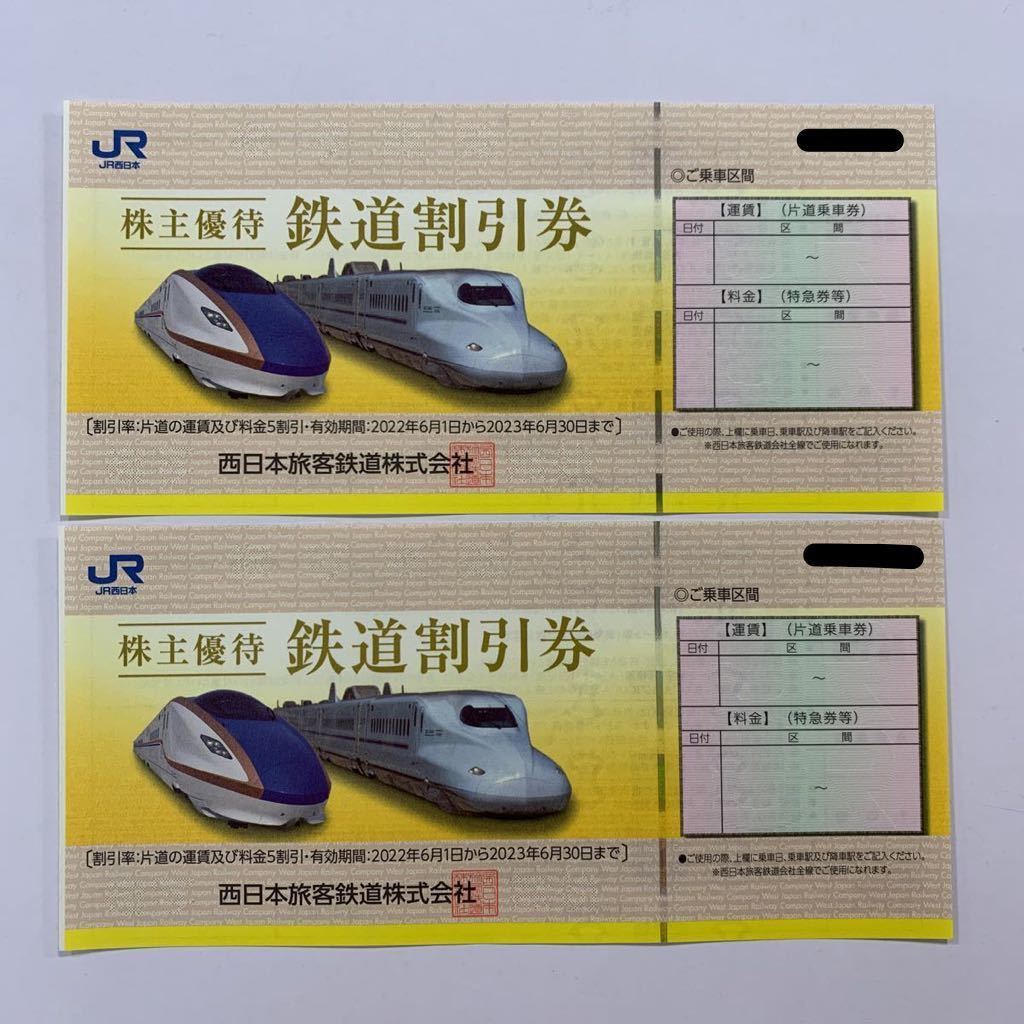 JR
JR西日本
株主優待 鉄道割引券
〔割引率:片道の運賃及び料金5割引・有効期間:2022年6月1日から2023年6月30日まで〕
西日本旅客鉄道株式会社
◎ご乗車区間
【運賃】(片道乗車券)
日付 区 間
～
【料金】(特急券等)
日付 区 間
～
●ご使用の際、上欄に乗車日、乗車駅及び降車駅をご記入ください。
※西日本旅客鉄道会社全線でご使用になれます。
JR
JR西日本
株主優待 鉄道割引券
〔割引率:片道の運賃及び料金5割引・有効期間:2022年6月1日から2023年6月30日まで〕
西日本旅客鉄道株式会社
◎ご乗車区間
【運賃】(片道乗車券)
日付 区 間
～
【料金】(特急券等)
日付 区 間
～
●ご使用の際、上欄に乗車日、乗車駅及び降車駅をご記入ください。
※西日本旅客鉄道会社全線でご使用になれます。